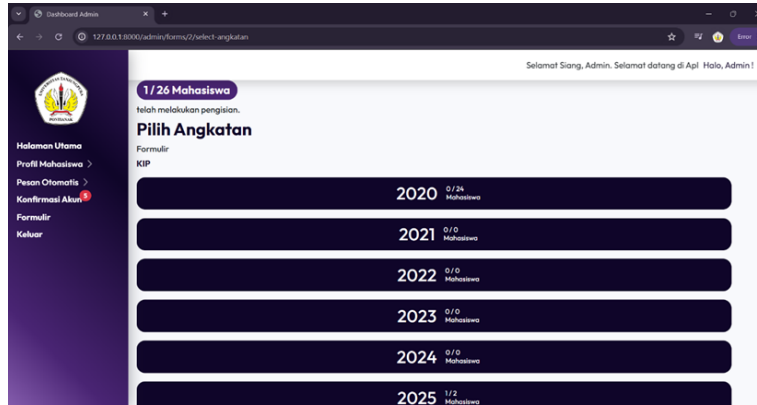 Dashboard Admin
127.0.0.1:8000/admin/forms/2/select-angkatan
Error
Selamat Siang, Admin. Selamat datang di Apl
Halo, Admin !
1 / 26 Mahasiswa
telah melakukan pengisian.
Pilih Angkatan
Formulir
KIP
Halaman Utama
Profil Mahasiswa
Pesan Otomatis
Konfirmasi Akun
Formulir
Keluar
2020 0 / 24 Mahasiswa
2021 0 / 0 Mahasiswa
2022 0 / 0 Mahasiswa
2023 0 / 0 Mahasiswa
2024 0 / 0 Mahasiswa
2025 1 / 2 Mahasiswa